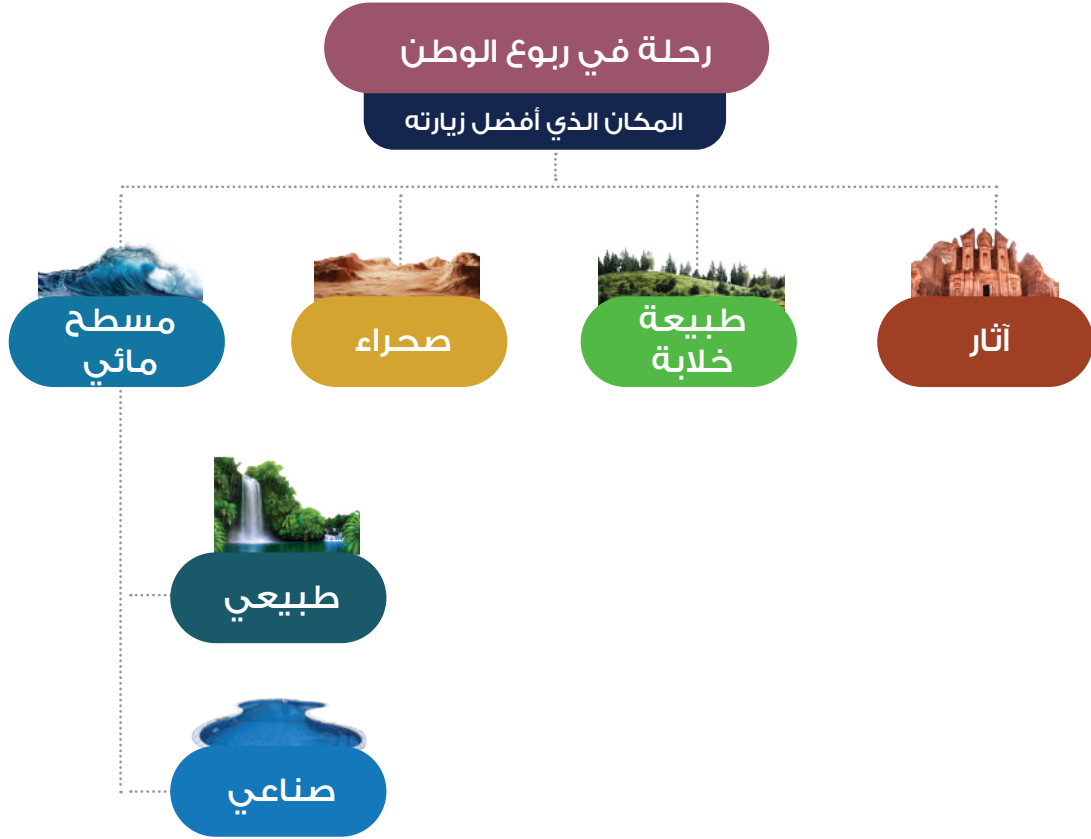 رحلة في ربوع الوطن
المكان الذي أفضل زيارته
آثار
طبيعة
خلابة
صحراء
مسطح
مائي
طبيعي
صناعي